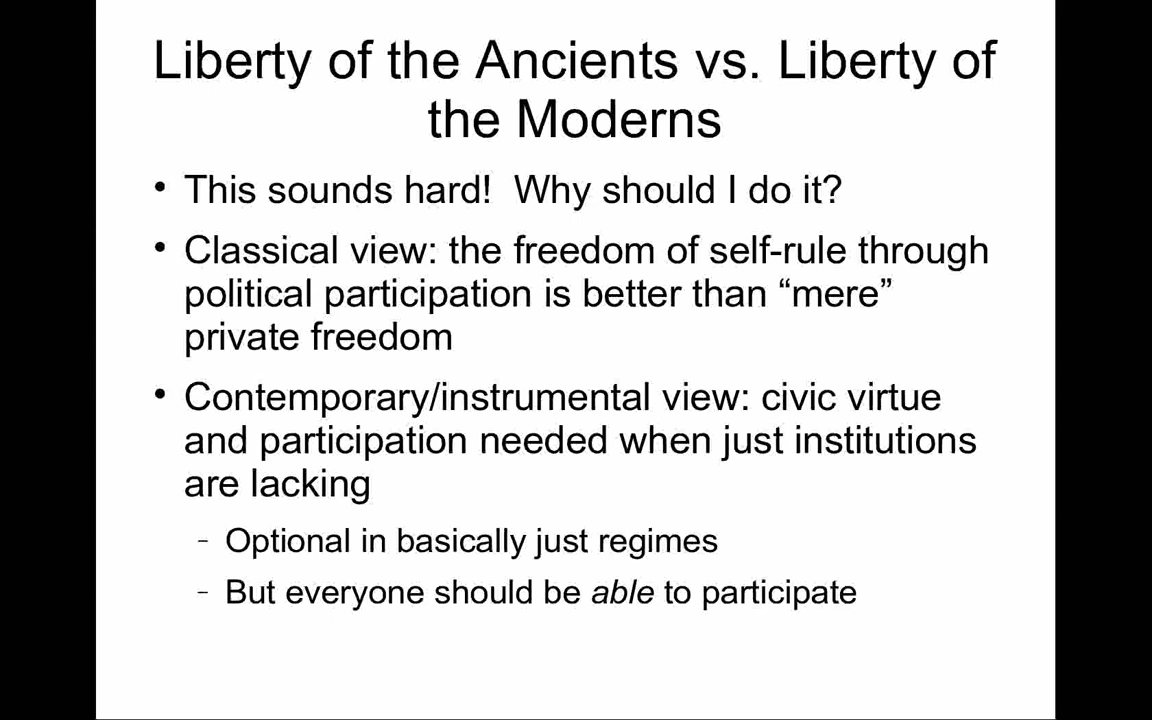 Liberty of the Ancients vs. Liberty of
the Moderns
• This sounds hard!  Why should I do it?
• Classical view: the freedom of self-rule through
political participation is better than “mere”
private freedom
• Contemporary/instrumental view: civic virtue
and participation needed when just institutions
are lacking
– Optional in basically just regimes
– But everyone should be able to participate